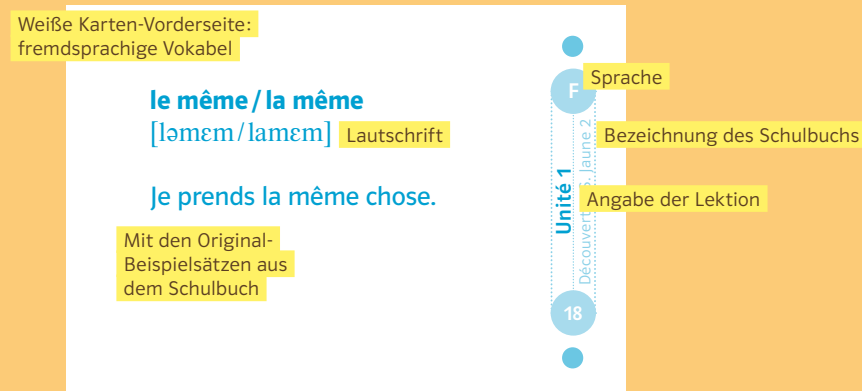 Weiße Karten-Vorderseite:
fremdsprachige Vokabel
le même / la même
[ləmɛm / lamɛm]
Lautschrift
Je prends la même chose.
Mit den Original-
Beispielsätzen aus
dem Schulbuch
F
Sprache
Bezeichnung des Schulbuchs
Unité 1
Angabe der Lektion
Jaune 2
18